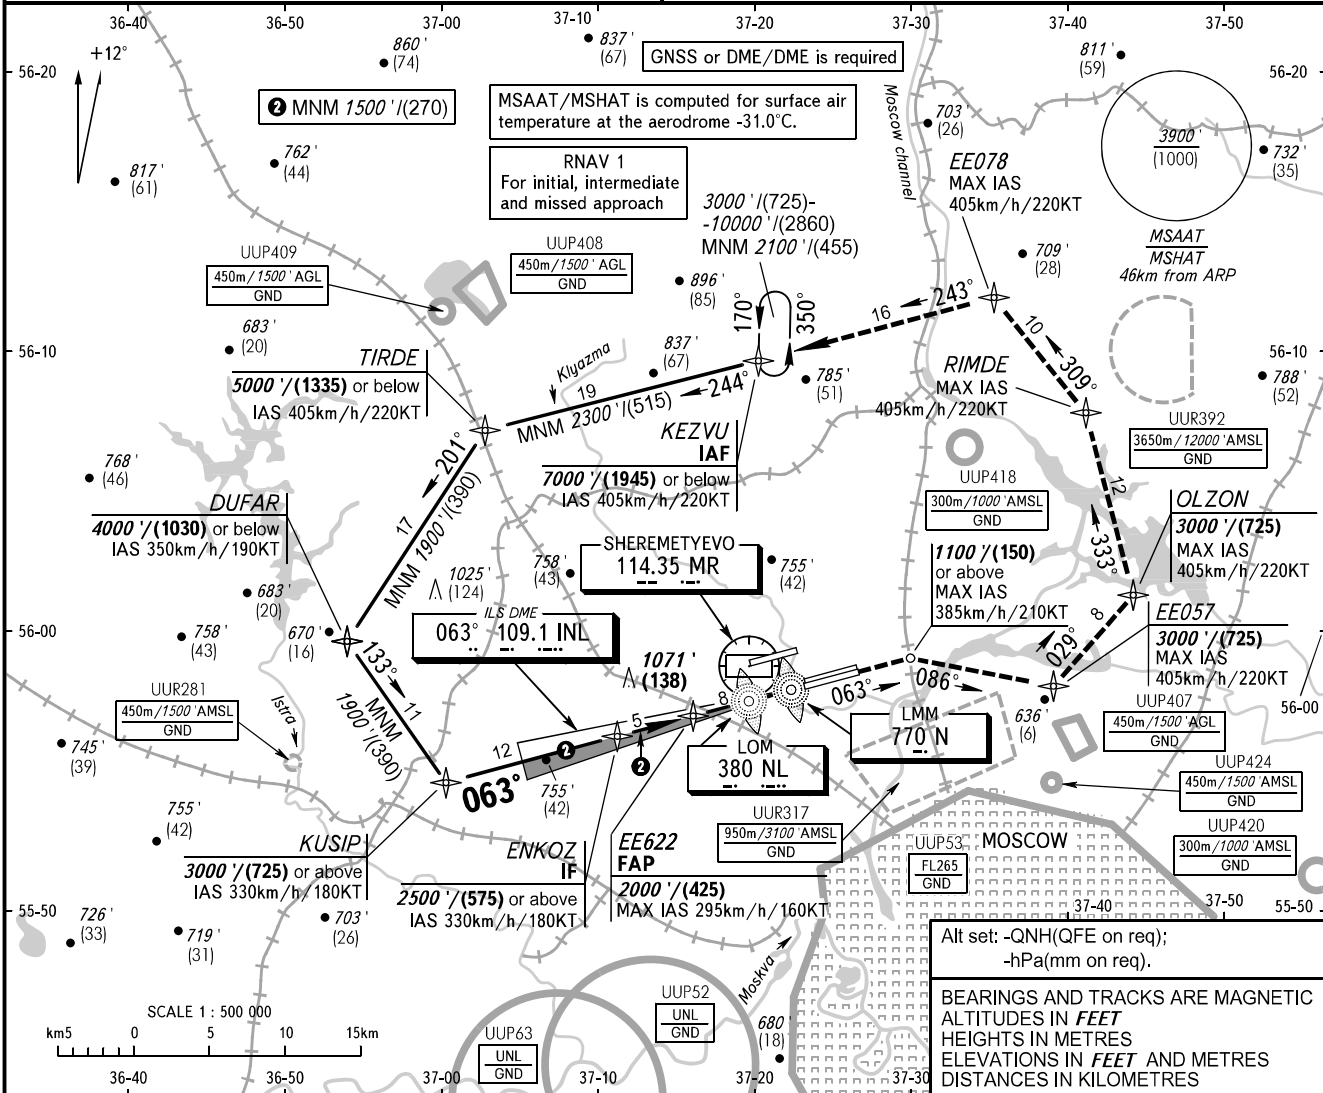 36-40
36-50
37-00
37-10
37-20
37-30
37-40
37-50
+12°
860'
(74)
837'
(67)
GNSS or DME/DME is required
811'
(59)
56-20
56-20
❷ MNM 1500'/(270)
MSAAT/MSHAT is computed for surface air
temperature at the aerodrome -31.0°C.
Moscow channel
703'
(26)
3900'
(1000)
732'
(35)
762'
(44)
817'
(61)
RNAV 1
For initial, intermediate
and missed approach
EE078
MAX IAS
405km/h/220KT
3000'/(725)-
-10000'/(2860)
MNM 2100'/(455)
MSAAT
MSHAT
46km from ARP
709'
(28)
UUP409
450m/1500' AGL
GND
UUP408
450m/1500' AGL
GND
896'
(85)
170°
350°
16
243°
10
309°
683'
(20)
56-10
56-10
TIRDE
5000'/(1335) or below
IAS 405km/h/220KT
Klyazma
837'
(67)
785'
(51)
19
244°
MNM 2300'/(515)
RIMDE
MAX IAS
405km/h/220KT
788'
(52)
UUR392
3650m/12000'AMSL
GND
KEZVU
IAF
7000'/(1945) or below
IAS 405km/h/220KT
768'
(46)
201°
17
MNM 1900'/(390)
UUP418
300m/1000' AMSL
GND
12
333°
DUFAR
4000'/(1030) or below
IAS 350km/h/190KT
OLZON
3000'/(725)
MAX IAS
405km/h/220KT
SHEREMETYEVO
114.35 MR
758'
(43)
755'
(42)
1100'/(150)
or above
MAX IAS
385km/h/210KT
1025'
(124)
683'
(20)
ILS DME
063° 109.1 INL
8
029°
EE057
3000'/(725)
MAX IAS
405km/h/220KT
56-00
758'
(43)
670'
(16)
133°
11
MNM
1900'/(390)
1071'
(138)
063°
086°
UUR281
450m/1500'AMSL
GND
Istra
636'
(6)
UUP407
450m/1500'AGL
GND
56-00
8
5
12
❷
❷
LMM
770 N
LOM
380 NL
745'
(39)
063°
755'
(42)
UUP424
450m/1500' AMSL
GND
755'
(42)
UUR317
950m/3100' AMSL
GND
UUP420
300m/1000' AMSL
GND
KUSIP
3000'/(725) or above
IAS 330km/h/180KT
ENKOZ
IF
2500'/(575) or above
IAS 330km/h/180KT
EE622
FAP
2000'/(425)
MAX IAS 295km/h/160KT
UUP53
FL265
GND
MOSCOW
55-50
726'
(33)
719'
(31)
703'
(26)
37-40
37-50
55-50
Alt set: -QNH(QFE on req);
-hPa(mm on req).
Moskva
UUP52
UNL
GND
BEARINGS AND TRACKS ARE MAGNETIC
ALTITUDES IN FEET
HEIGHTS IN METRES
ELEVATIONS IN FEET AND METRES
DISTANCES IN KILOMETRES
SCALE 1 : 500 000
km5 0 5 10 15km
UUP63
UNL
GND
680'
(18)
36-40
36-50
37-00
37-10
37-20
37-30